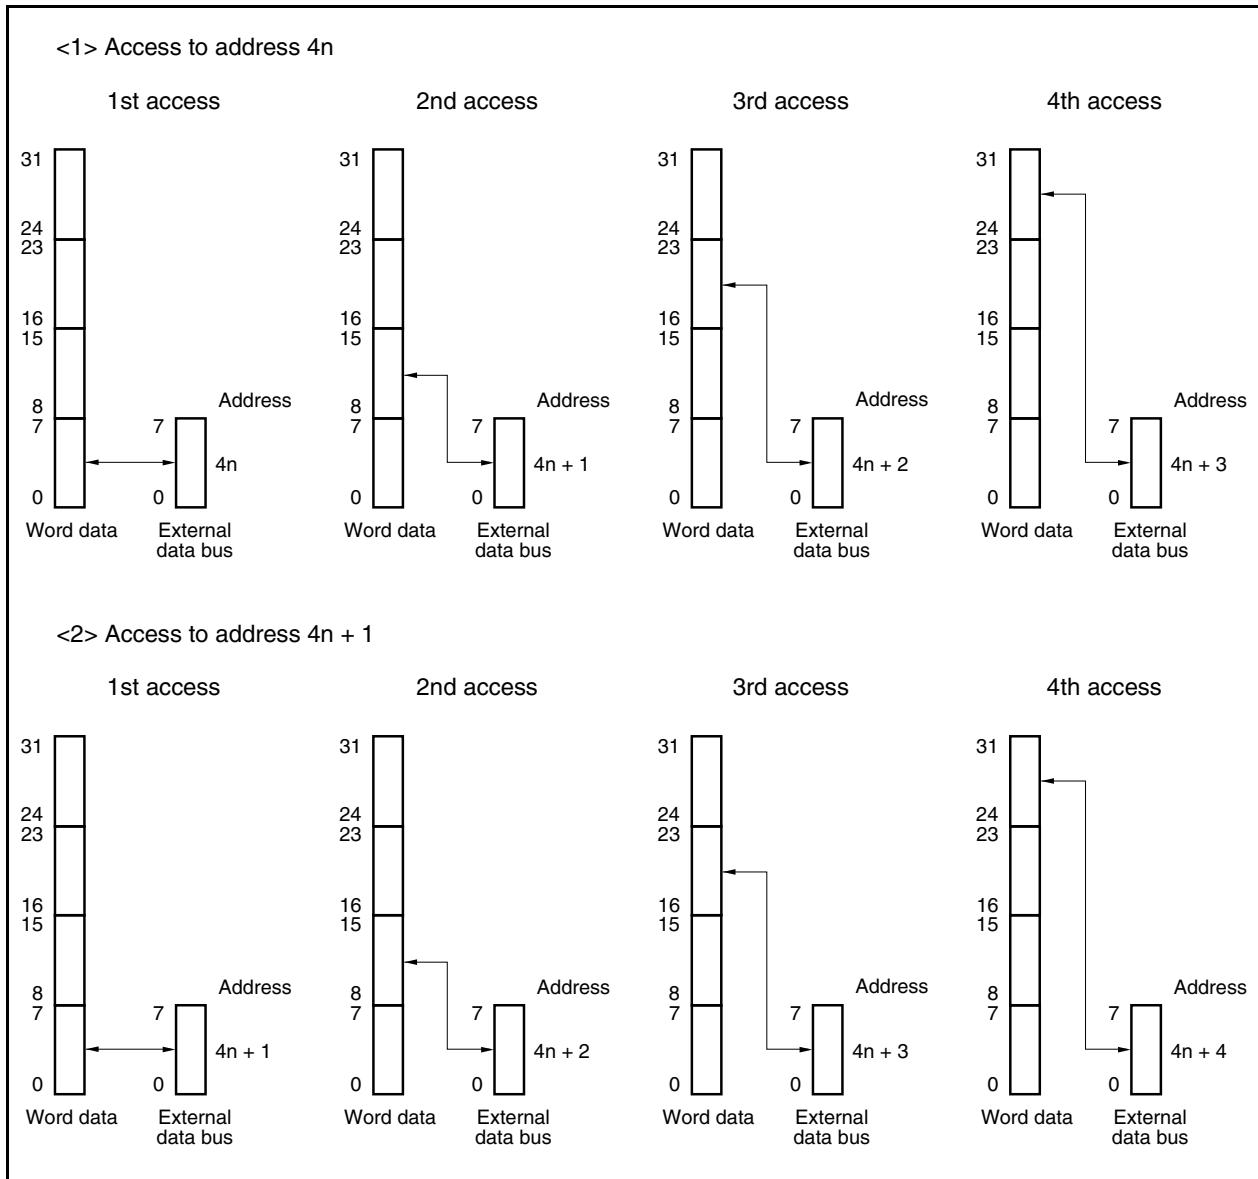 <1> Access to address 4n
1st access 2nd access 3rd access 4th access
31 31 31 31
24 24 24 24
23 23 23 23
16 16 16 16
15 15 15 15
Address Address Address Address
8 8 8 8
7 7 7 7 7 7 7 7
4n 4n + 1 4n + 2 4n + 3
0 0 0 0 0 0 0 0
Word data External Word data External Word data External Word data External
data bus data bus data bus data bus
<2> Access to address 4n + 1
1st access 2nd access 3rd access 4th access
31 31 31 31
24 24 24 24
23 23 23 23
16 16 16 16
15 15 15 15
Address Address Address Address
8 8 8 8
7 7 7 7 7 7 7 7
4n + 1 4n + 2 4n + 3 4n + 4
0 0 0 0 0 0 0 0
Word data External Word data External Word data External Word data External
data bus data bus data bus data bus